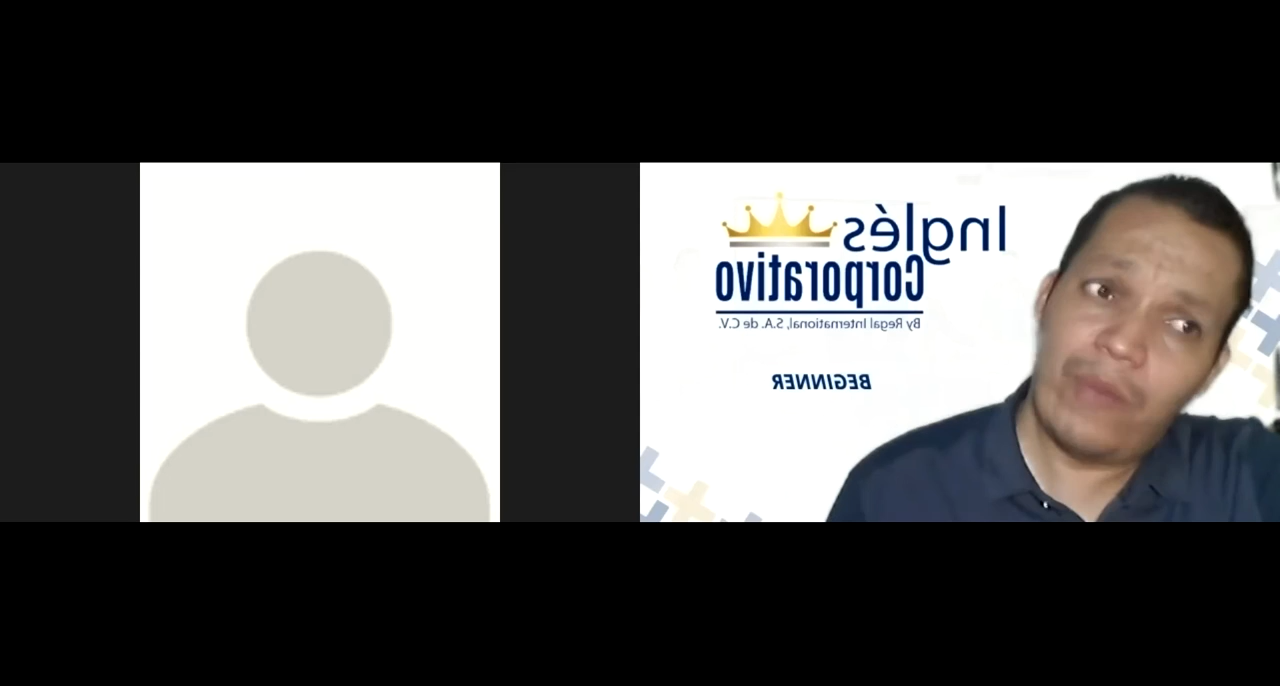 Inglés
Corporativo
By Regal International, S.A. de C.V.
BEGINNER